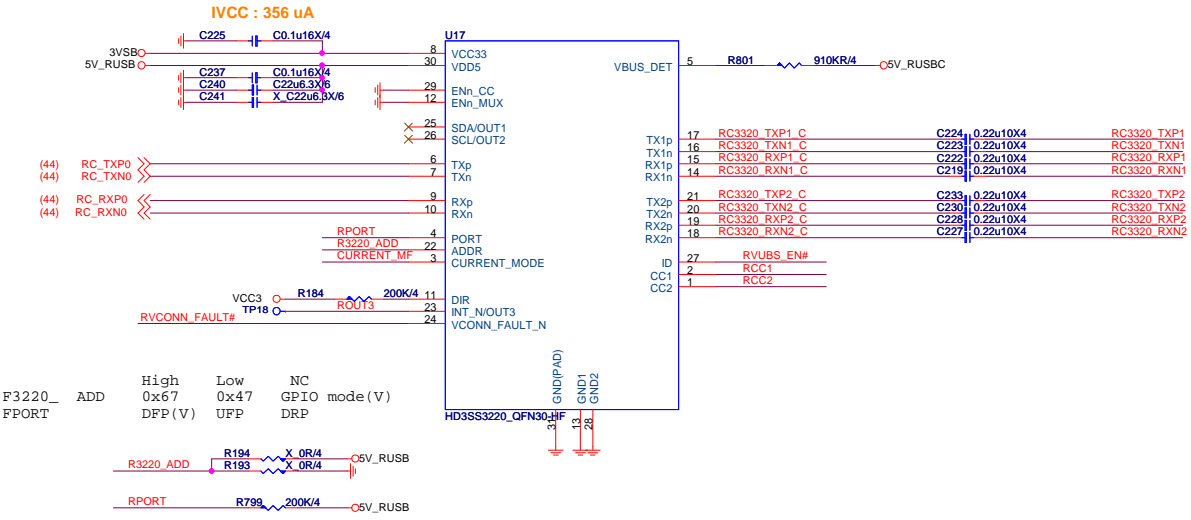 IVCC : 356 uA
C225 C0.1u16X/4
U17
3VSB 8 VCC33
5V_RUSB 30 VDD5
VBUS_DET 5 R801 910KR/4 5V_RUSBC
C237 C0.1u16X/4
C240 C22u6.3X/6
C241 X_C22u6.3X/6
29 ENn_CC
12 ENn_MUX
25 SDA/OUT1
26 SCL/OUT2
TX1p 17 RC3320_TXP1_C C224 0.22u10X4 RC3320_TXP1
TX1n 16 RC3320_TXN1_C C223 0.22u10X4 RC3320_TXN1
RX1p 15 RC3320_RXP1_C C222 0.22u10X4 RC3320_RXP1
RX1n 14 RC3320_RXN1_C C219 0.22u10X4 RC3320_RXN1
(44) RC_TXP0 6 TXp
(44) RC_TXN0 7 TXn
(44) RC_RXP0 9 RXp
(44) RC_RXN0 10 RXn
TX2p 21 RC3320_TXP2_C C233 0.22u10X4 RC3320_TXP2
TX2n 20 RC3320_TXN2_C C230 0.22u10X4 RC3320_TXN2
RX2p 19 RC3320_RXP2_C C228 0.22u10X4 RC3320_RXP2
RX2n 18 RC3320_RXN2_C C227 0.22u10X4 RC3320_RXN2
RPORT 4 PORT
R3220_ADD 22 ADDR
CURRENT_MF 3 CURRENT_MODE
ID 27 RVUBS_EN#
CC1 2 RCC1
CC2 1 RCC2
VCC3 R184 200K/4 11 DIR
TP18 ROUT3 23 INT_N/OUT3
RVCONN_FAULT# 24 VCONN_FAULT_N
GND(PAD) GND1 GND2
31 13 28
HD3SS3220_QFN30-HF
High Low NC
F3220_ ADD 0x67 0x47 GPIO mode(V)
FPORT DFP(V) UFP DRP
R194 X_0R/4 5V_RUSB
R3220_ADD R193 X_0R/4
RPORT R799 200K/4 5V_RUSB